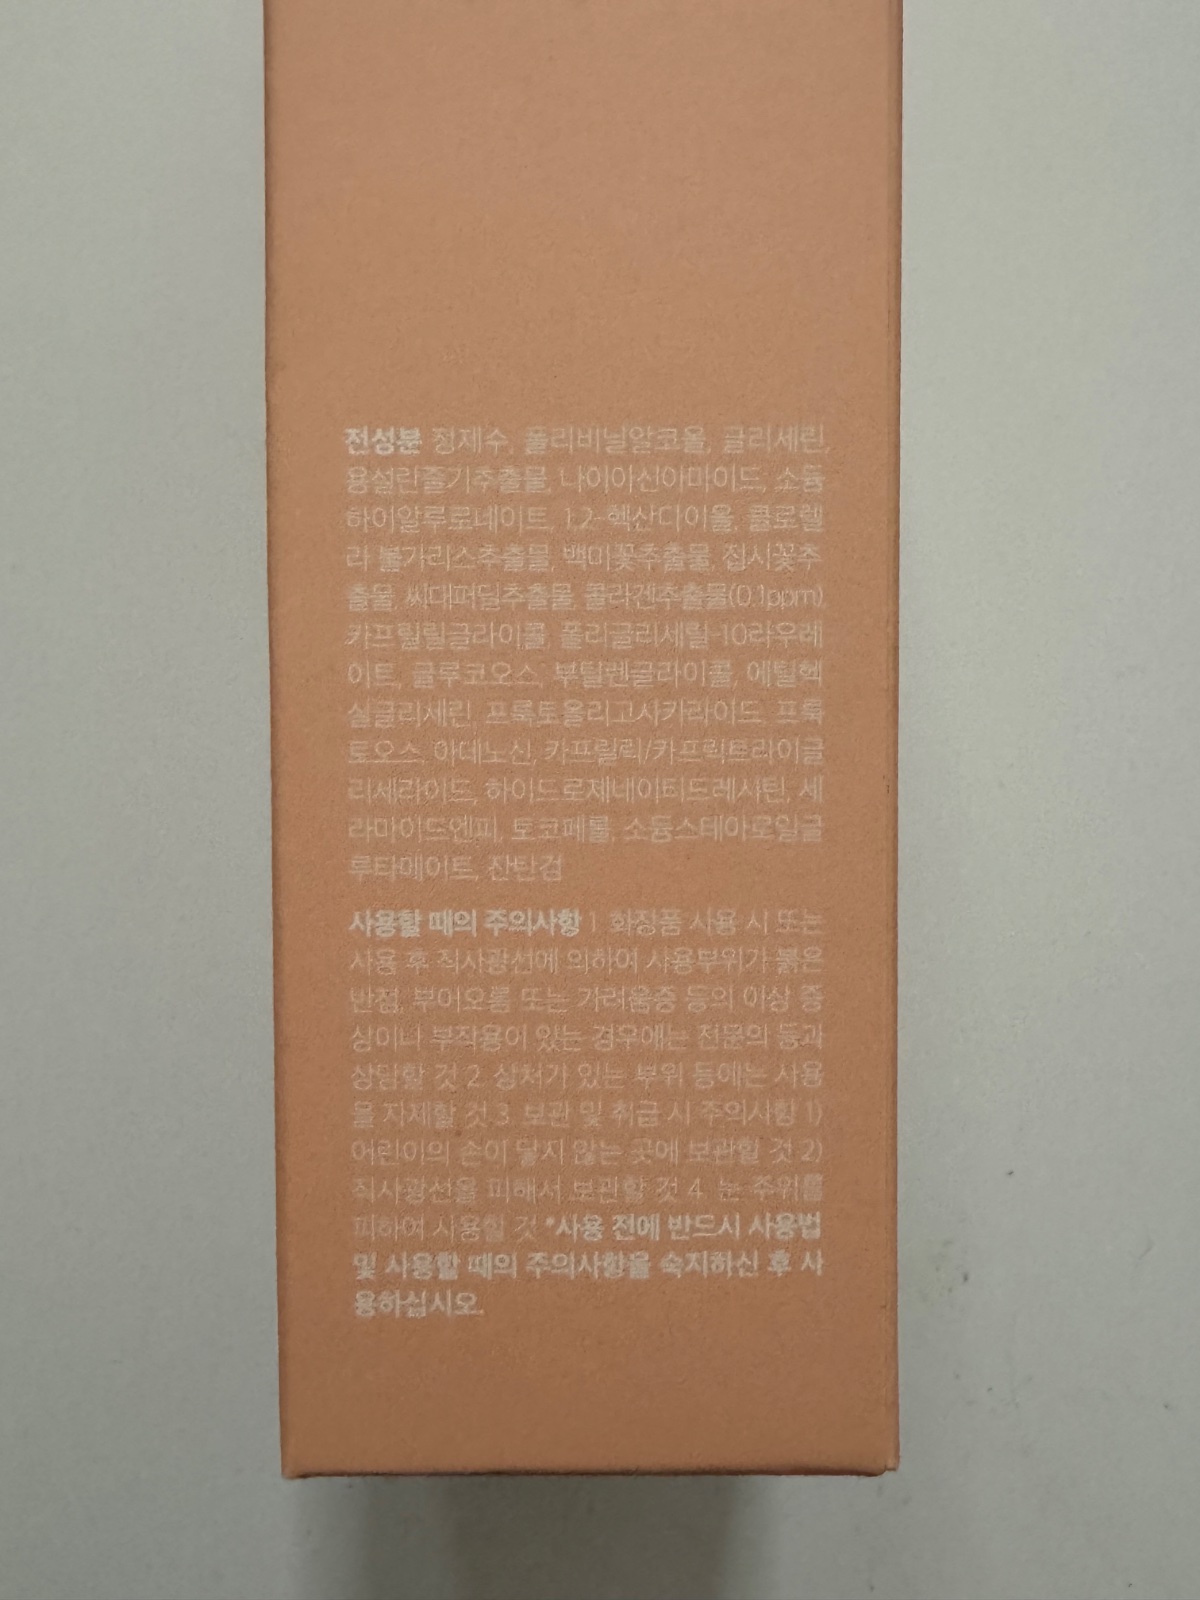 전성분 정제수, 폴리비닐알코올, 글리세린,
용설란줄기추출물, 나이아신아마이드, 소듐
하이알루로네이트, 1,2-헥산다이올, 클로렐
라 불가리스추출물, 백미꽃추출물, 접시꽃추
출물, 씨대퍼딜추출물, 콜라겐추출물(0.1ppm),
카프릴릴글라이콜, 폴리글리세릴-10라우레
이트, 글루코오스, 부틸렌글라이콜, 에틸헥
실글리세린, 프룩토올리고사카라이드, 프룩
토오스, 아데노신, 카프릴릭/카프릭트라이글
리세라이드, 하이드로제네이티드레시틴, 세
라마이드엔피, 토코페롤, 소듐스테아로일글
루타메이트, 잔탄검
사용할 때의 주의사항 1. 화장품 사용 시 또는
사용 후 직사광선에 의하여 사용부위가 붉은
반점, 부어오름 또는 가려움증 등의 이상 증
상이나 부작용이 있는 경우에는 전문의 등과
상담할 것 2. 상처가 있는 부위 등에는 사용
을 자제할 것 3. 보관 및 취급 시 주의사항 1)
어린이의 손이 닿지 않는 곳에 보관할 것 2)
직사광선을 피해서 보관할 것 4. 눈 주위를
피하여 사용할 것 *사용 전에 반드시 사용법
및 사용할 때의 주의사항을 숙지하신 후 사
용하십시오.